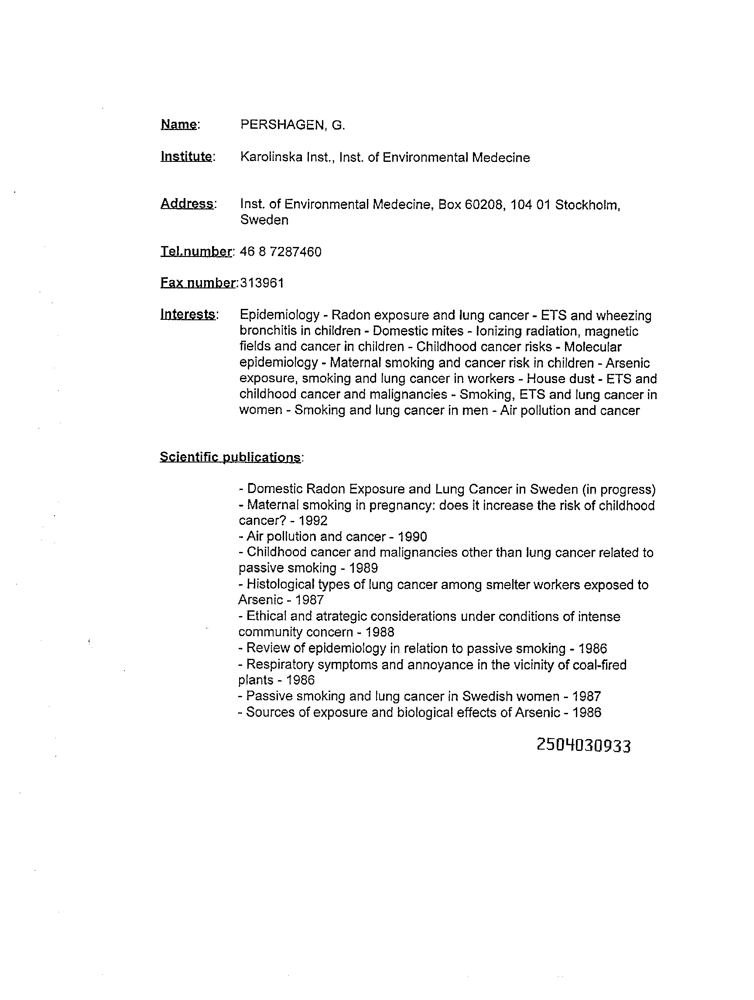 Name: PERSHAGEN, G.
Institute: Karolinska Inst., Inst. of Environmental Medecine
Address: Inst. of Environmental Medecine, Box 60208, 104 01 Stockholm,
Sweden
Tel.number: 46 8 7287460
Fax number:313961
Interests: Epidemiology - Radon exposure and lung cancer - ETS and wheezing
bronchitis in children - Domestic mites - Ionizing radiation, magnetic
fields and cancer in children - Childhood cancer risks - Molecular
epidemiology - Maternal smoking and cancer risk in children - Arsenic
exposure, smoking and lung cancer in workers - House dust - ETS and
childhood cancer and malignancies - Smoking, ETS and lung cancer in
women - Smoking and lung cancer in men - Air pollution and cancer
Scientific publications:
- Domestic Radon Exposure and Lung Cancer in Sweden (in progress)
- Maternal smoking in pregnancy: does it increase the risk of childhood
cancer? - 1992
- Air pollution and cancer - 1990
- Childhood cancer and malignancies other than lung cancer related to
passive smoking - 1989
- Histological types of lung cancer among smelter workers exposed to
Arsenic - 1987
- Ethical and atrategic considerations under conditions of intense
community concern - 1988
- Review of epidemiology in relation to passive smoking - 1986
- Respiratory symptoms and annoyance in the vicinity of coal-fired
plants - 1986
- Passive smoking and lung cancer in Swedish women - 1987
- Sources of exposure and biological effects of Arsenic - 1986
2504030933